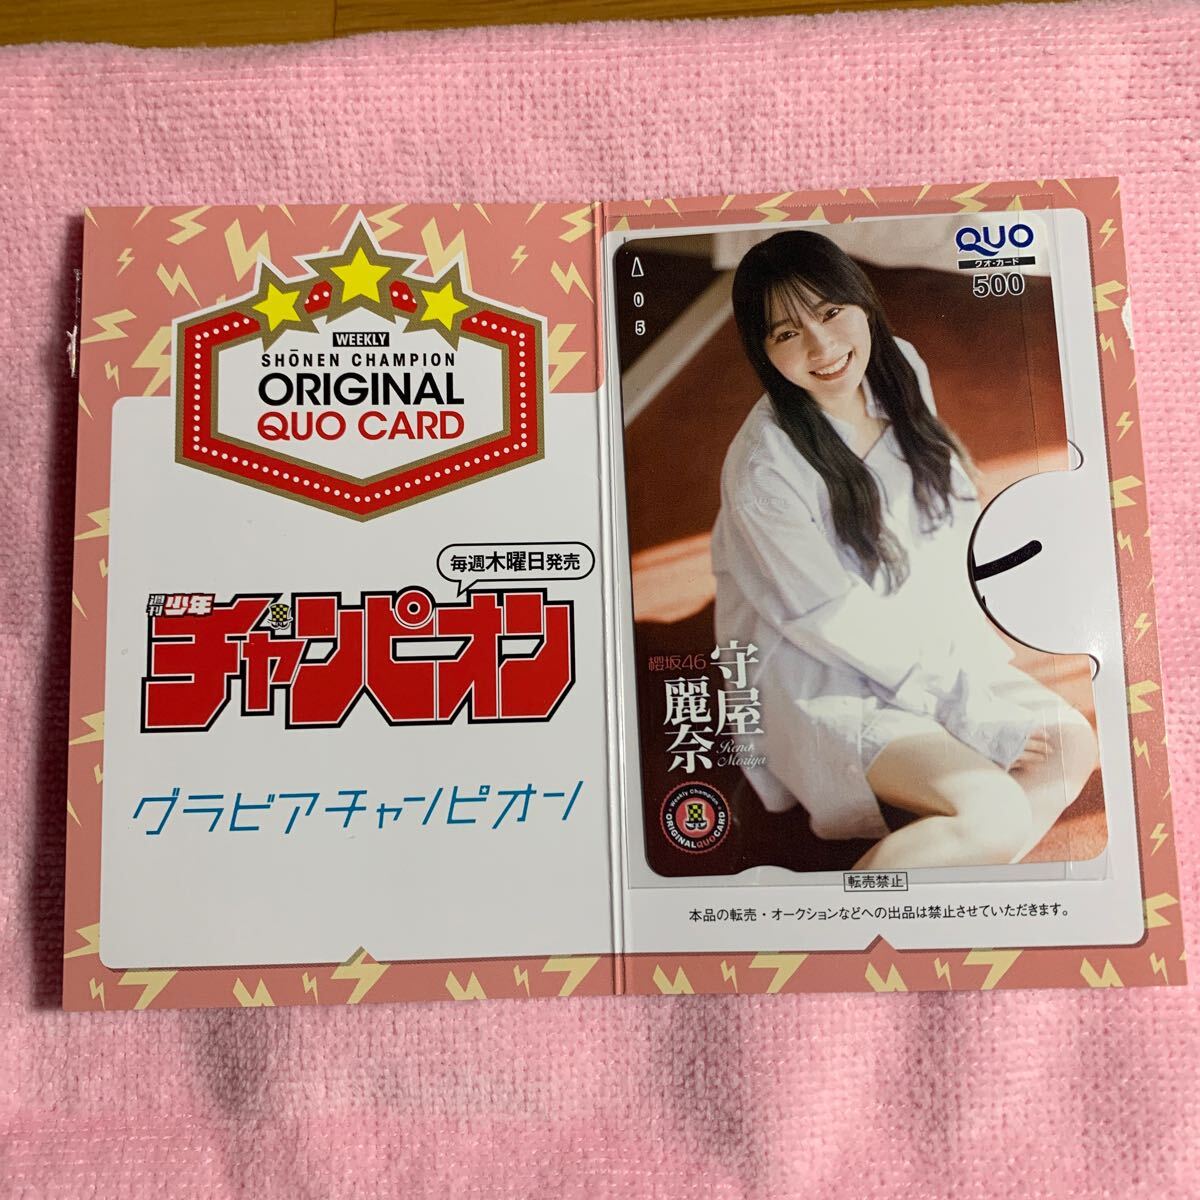 WEEKLY
SHŌNEN CHAMPION
ORIGINAL
QUO CARD
毎週木曜日発売
週刊少年
チャンピオン
グラビアチャンピオン
QUO
クオ・カード
500
05
櫻坂46
守屋
麗奈
Rena
Moriya
Weekly Champion
ORIGINAL QUO CARD
転売禁止
本品の転売・オークションなどへの出品は禁止させていただきます。